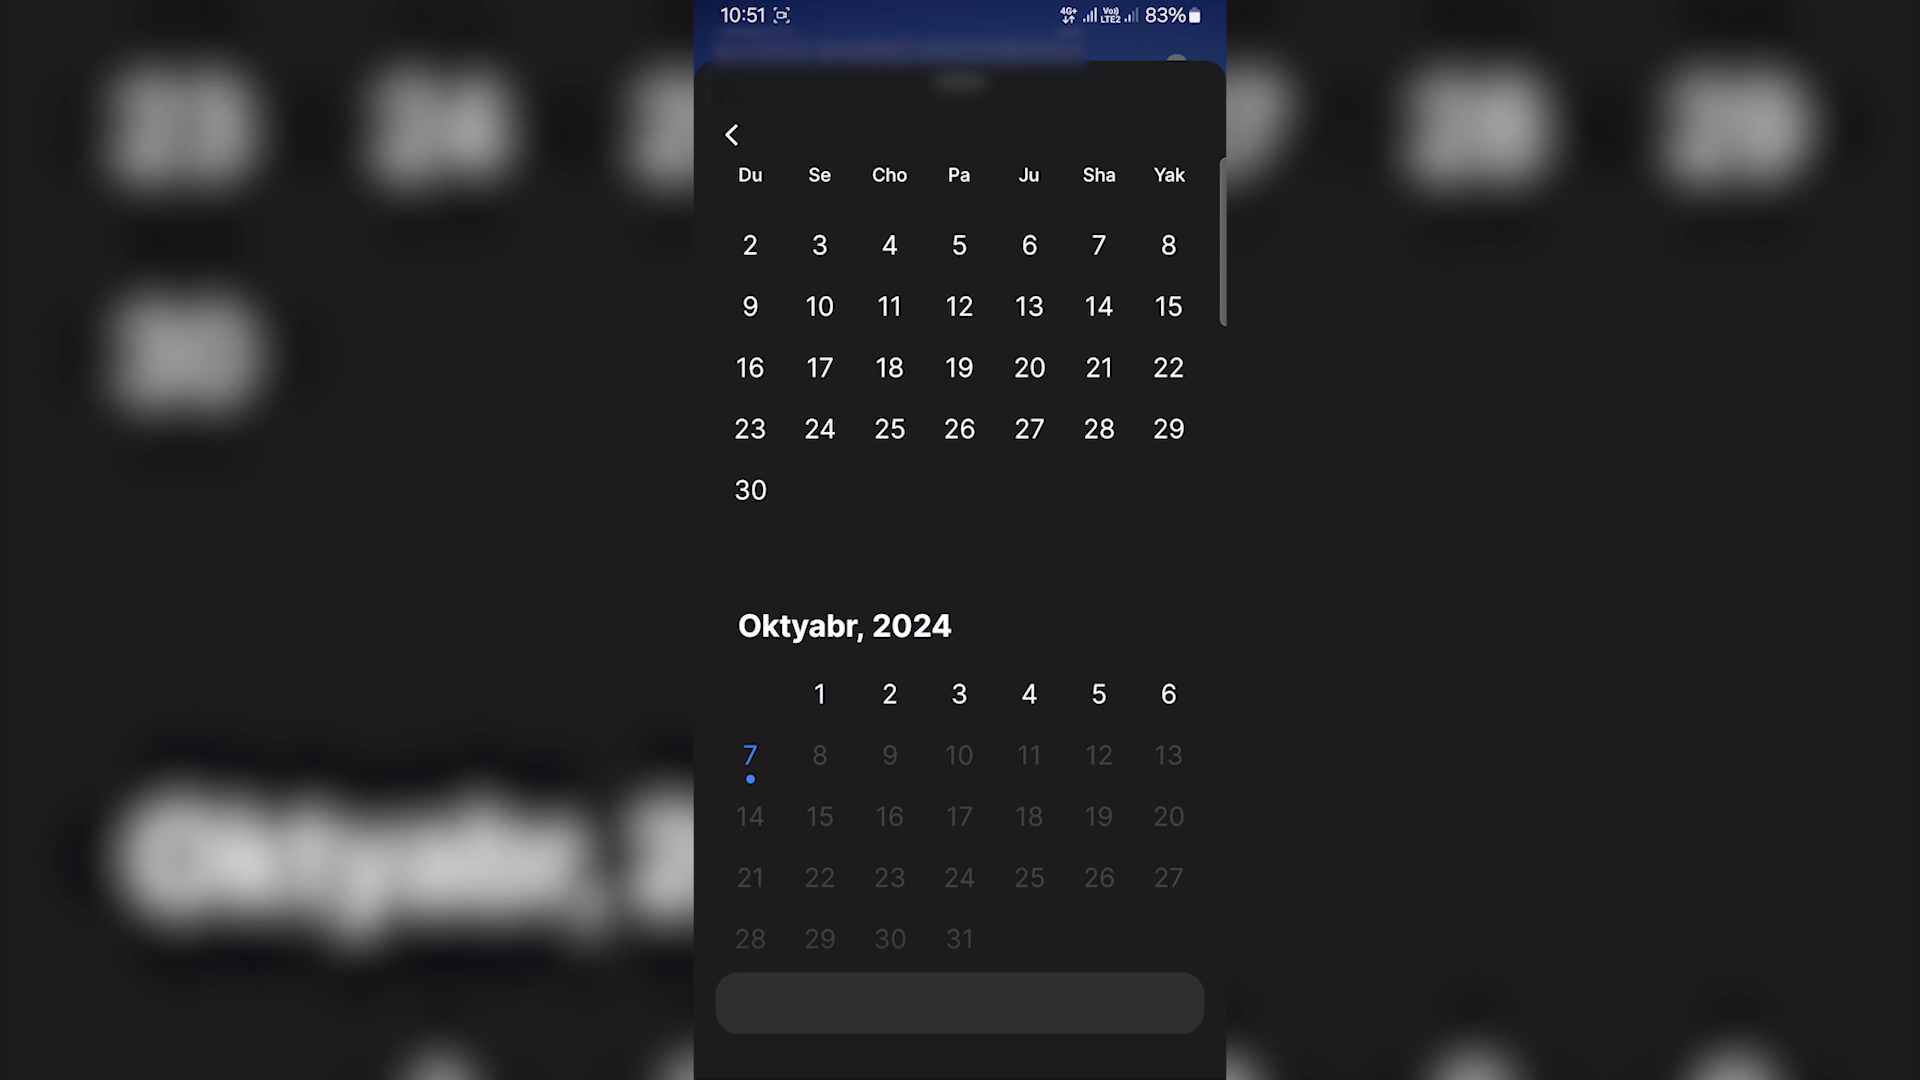 10:51 4G+ Vo)) LTE2 83%
Du Se Cho Pa Ju Sha Yak
2 3 4 5 6 7 8
9 10 11 12 13 14 15
16 17 18 19 20 21 22
23 24 25 26 27 28 29
30
Oktyabr, 2024
1 2 3 4 5 6
7 8 9 10 11 12 13
14 15 16 17 18 19 20
21 22 23 24 25 26 27
28 29 30 31